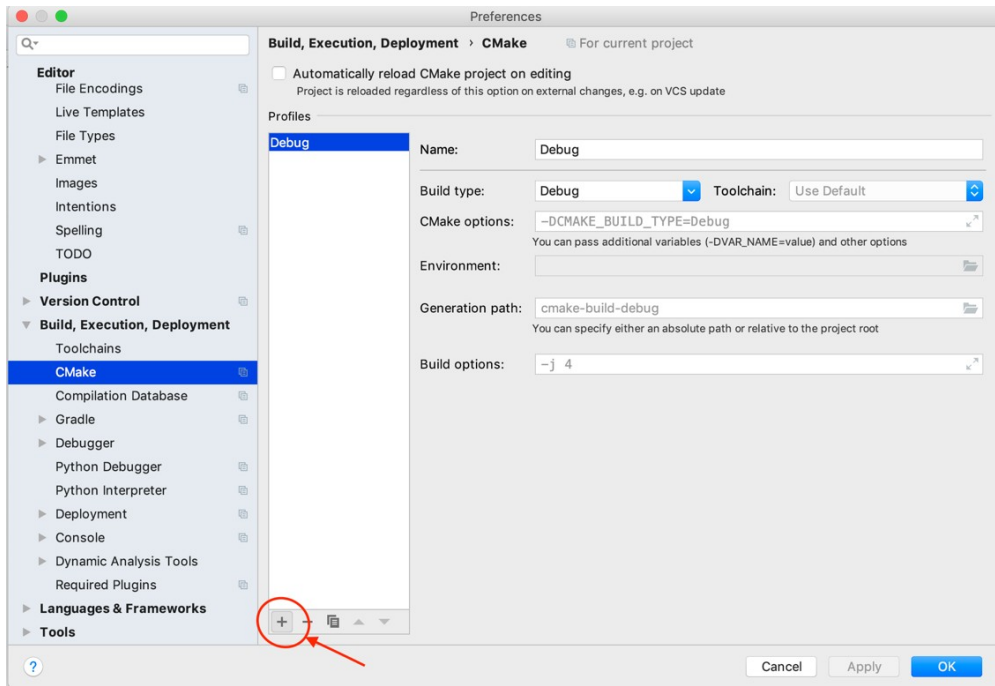 Preferences
Editor
File Encodings
Live Templates
File Types
Emmet
Images
Intentions
Spelling
TODO
Plugins
Version Control
Build, Execution, Deployment
Toolchains
CMake
Compilation Database
Gradle
Debugger
Python Debugger
Python Interpreter
Deployment
Console
Dynamic Analysis Tools
Required Plugins
Languages & Frameworks
Tools
?
Build, Execution, Deployment › CMake For current project
Automatically reload CMake project on editing
Project is reloaded regardless of this option on external changes, e.g. on VCS update
Profiles
Debug
Name: Debug
Build type: Debug Toolchain: Use Default
CMake options: -DCMAKE_BUILD_TYPE=Debug
You can pass additional variables (-DVAR_NAME=value) and other options
Environment:
Generation path: cmake-build-debug
You can specify either an absolute path or relative to the project root
Build options: -j 4
Cancel Apply OK